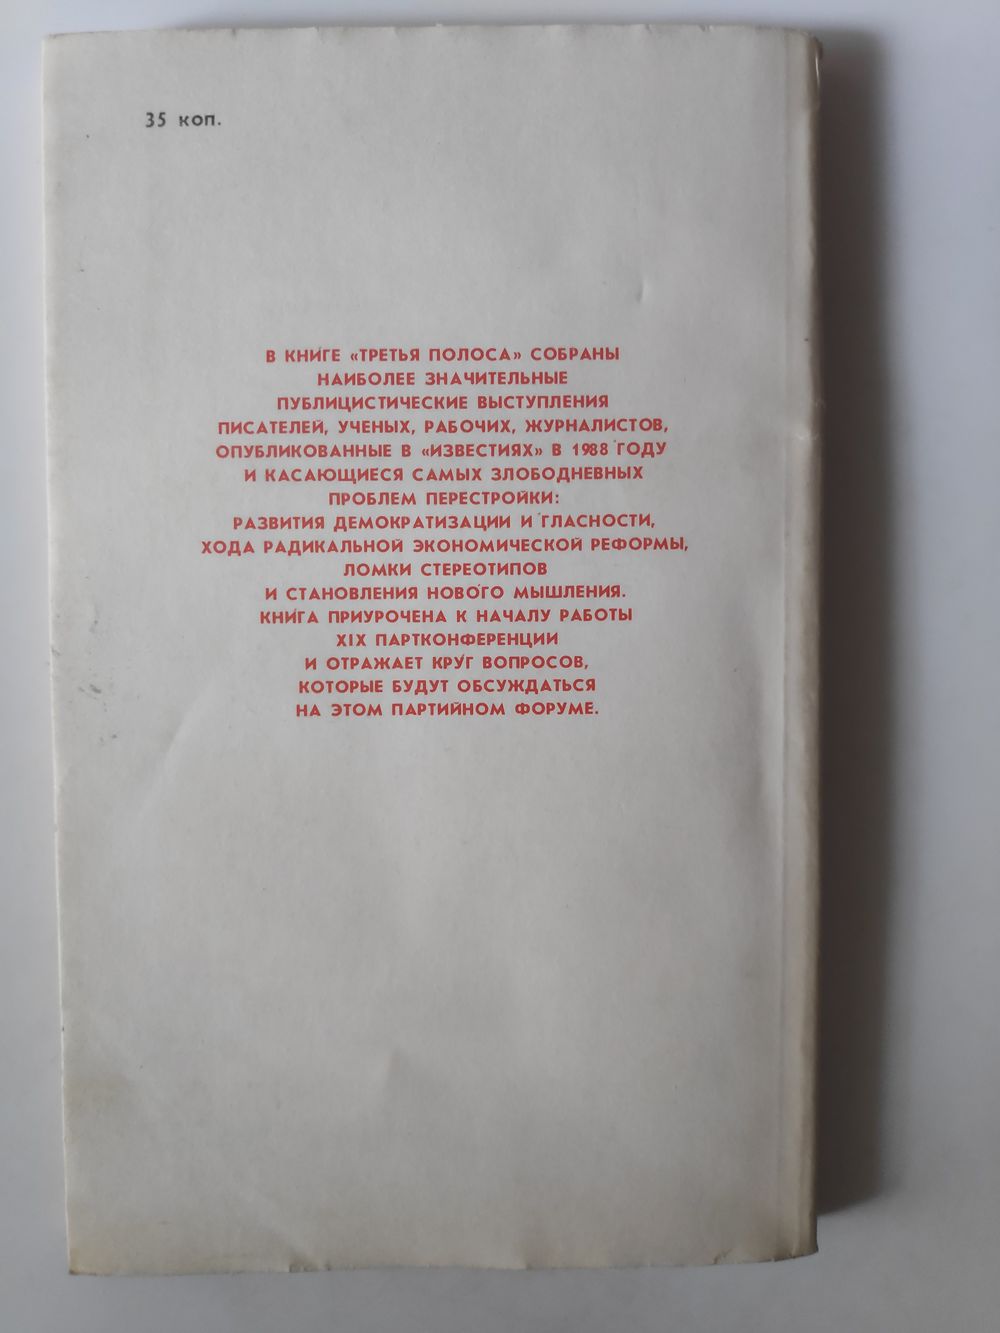 35 коп.
В КНИГЕ «ТРЕТЬЯ ПОЛОСА» СОБРАНЫ
НАИБОЛЕЕ ЗНАЧИТЕЛЬНЫЕ
ПУБЛИЦИСТИЧЕСКИЕ ВЫСТУПЛЕНИЯ
ПИСАТЕЛЕЙ, УЧЕНЫХ, РАБОЧИХ, ЖУРНАЛИСТОВ,
ОПУБЛИКОВАННЫЕ В «ИЗВЕСТИЯХ» В 1988 ГОДУ
И КАСАЮЩИЕСЯ САМЫХ ЗЛОБОДНЕВНЫХ
ПРОБЛЕМ ПЕРЕСТРОЙКИ:
РАЗВИТИЯ ДЕМОКРАТИЗАЦИИ И ГЛАСНОСТИ,
ХОДА РАДИКАЛЬНОЙ ЭКОНОМИЧЕСКОЙ РЕФОРМЫ,
ЛОМКИ СТЕРЕОТИПОВ
И СТАНОВЛЕНИЯ НОВОГО МЫШЛЕНИЯ.
КНИГА ПРИУРОЧЕНА К НАЧАЛУ РАБОТЫ
XIX ПАРТКОНФЕРЕНЦИИ
И ОТРАЖАЕТ КРУГ ВОПРОСОВ,
КОТОРЫЕ БУДУТ ОБСУЖДАТЬСЯ
НА ЭТОМ ПАРТИЙНОМ ФОРУМЕ.